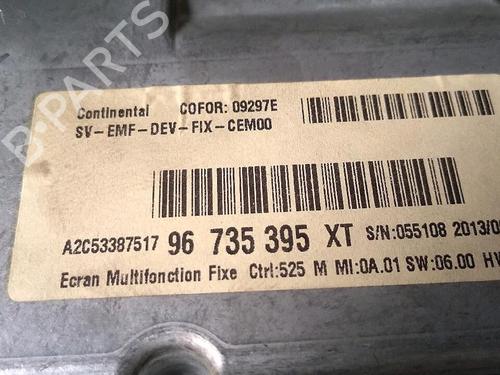 B-PARTS
Continental COFOR: 09297E
SV-EMF-DEV-FIX-CEM00
A2C53387517 96 735 395 XT S/N:055108 2013/0
Ecran Multifonction Fixe Ctrl:525 M MI:0A.01 SW:06.00 HV